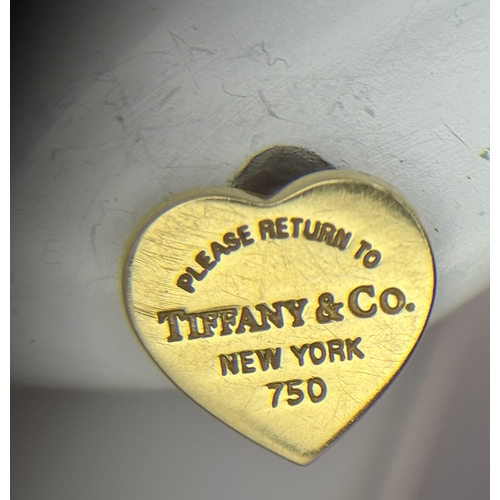 PLEASE RETURN TO
TIFFANY & CO.
NEW YORK
750